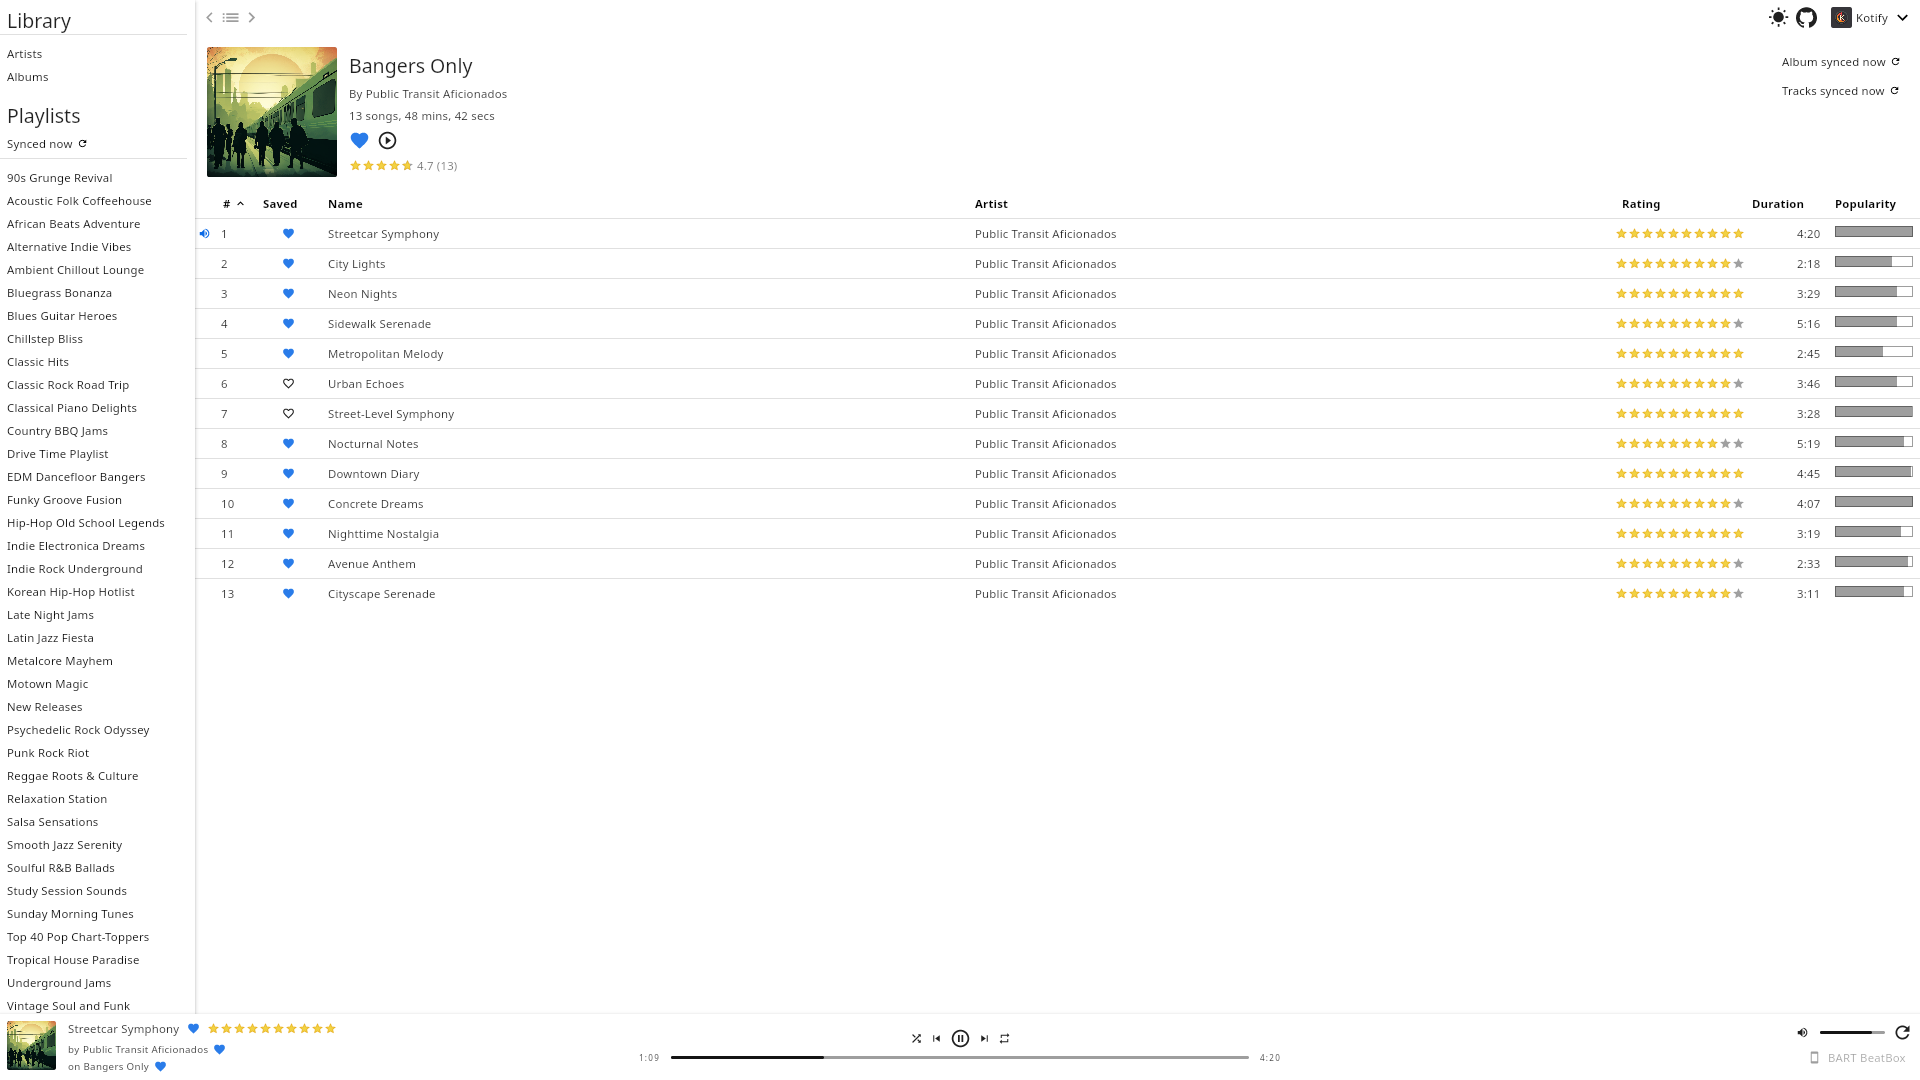 Library
Artists
Albums
Playlists
Synced now
90s Grunge Revival
Acoustic Folk Coffeehouse
African Beats Adventure
Alternative Indie Vibes
Ambient Chillout Lounge
Bluegrass Bonanza
Blues Guitar Heroes
Chillstep Bliss
Classic Hits
Classic Rock Road Trip
Classical Piano Delights
Country BBQ Jams
Drive Time Playlist
EDM Dancefloor Bangers
Funky Groove Fusion
Hip-Hop Old School Legends
Indie Electronica Dreams
Indie Rock Underground
Korean Hip-Hop Hotlist
Late Night Jams
Latin Jazz Fiesta
Metalcore Mayhem
Motown Magic
New Releases
Psychedelic Rock Odyssey
Punk Rock Riot
Reggae Roots & Culture
Relaxation Station
Salsa Sensations
Smooth Jazz Serenity
Soulful R&B Ballads
Study Session Sounds
Sunday Morning Tunes
Top 40 Pop Chart-Toppers
Tropical House Paradise
Underground Jams
Vintage Soul and Funk
Kotify
Bangers Only
By Public Transit Aficionados
13 songs, 48 mins, 42 secs
4.7 (13)
Album synced now
Tracks synced now
# Saved Name Artist Rating Duration Popularity
1 Streetcar Symphony Public Transit Aficionados 4:20
2 City Lights Public Transit Aficionados 2:18
3 Neon Nights Public Transit Aficionados 3:29
4 Sidewalk Serenade Public Transit Aficionados 5:16
5 Metropolitan Melody Public Transit Aficionados 2:45
6 Urban Echoes Public Transit Aficionados 3:46
7 Street-Level Symphony Public Transit Aficionados 3:28
8 Nocturnal Notes Public Transit Aficionados 5:19
9 Downtown Diary Public Transit Aficionados 4:45
10 Concrete Dreams Public Transit Aficionados 4:07
11 Nighttime Nostalgia Public Transit Aficionados 3:19
12 Avenue Anthem Public Transit Aficionados 2:33
13 Cityscape Serenade Public Transit Aficionados 3:11
Streetcar Symphony
by Public Transit Aficionados
on Bangers Only
1:09 4:20
BART BeatBox